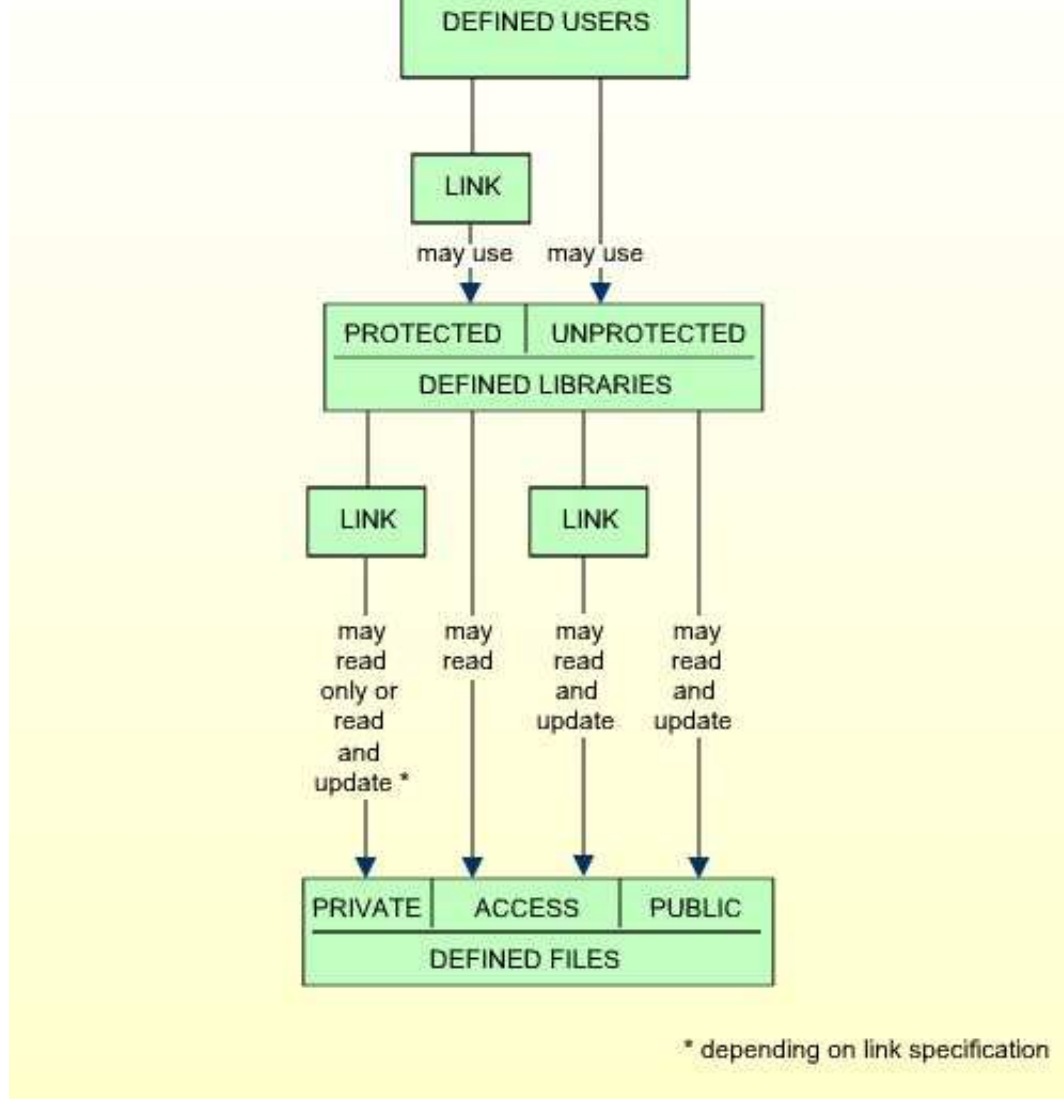 DEFINED USERS
LINK
may use may use
PROTECTED UNPROTECTED
DEFINED LIBRARIES
LINK LINK
may
read
only or
read
and
update *
may
read
may
read
and
update
may
read
and
update
PRIVATE ACCESS PUBLIC
DEFINED FILES
* depending on link specification